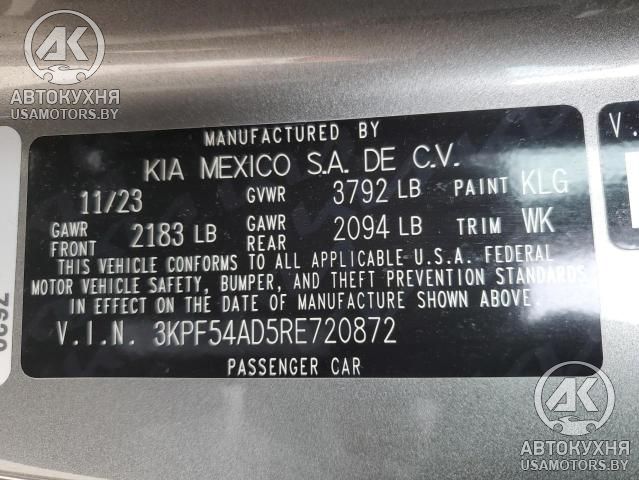 AK
АВТОКУХНЯ
USAMOTORS.BY
MANUFACTURED BY
KIA MEXICO S.A. DE C.V.
11/23 GVWR 3792 LB PAINT KLG
GAWR FRONT 2183 LB GAWR REAR 2094 LB TRIM WK
THIS VEHICLE CONFORMS TO ALL APPLICABLE U.S.A. FEDERAL
MOTOR VEHICLE SAFETY, BUMPER, AND THEFT PREVENTION STANDARDS
IN EFFECT ON THE DATE OF MANUFACTURE SHOWN ABOVE.
V.I.N. 3KPF54AD5RE720872
PASSENGER CAR
V.
AK
АВТОКУХНЯ
USAMOTORS.BY